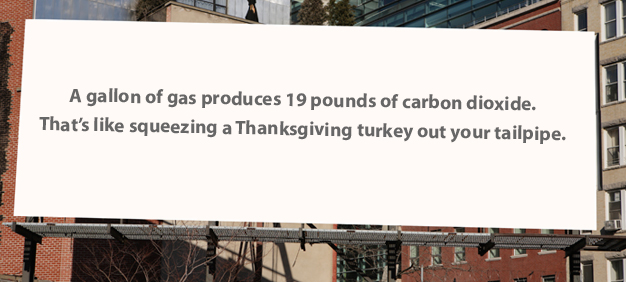 A gallon of gas produces 19 pounds of carbon dioxide.
That's like squeezing a Thanksgiving turkey out your tailpipe.